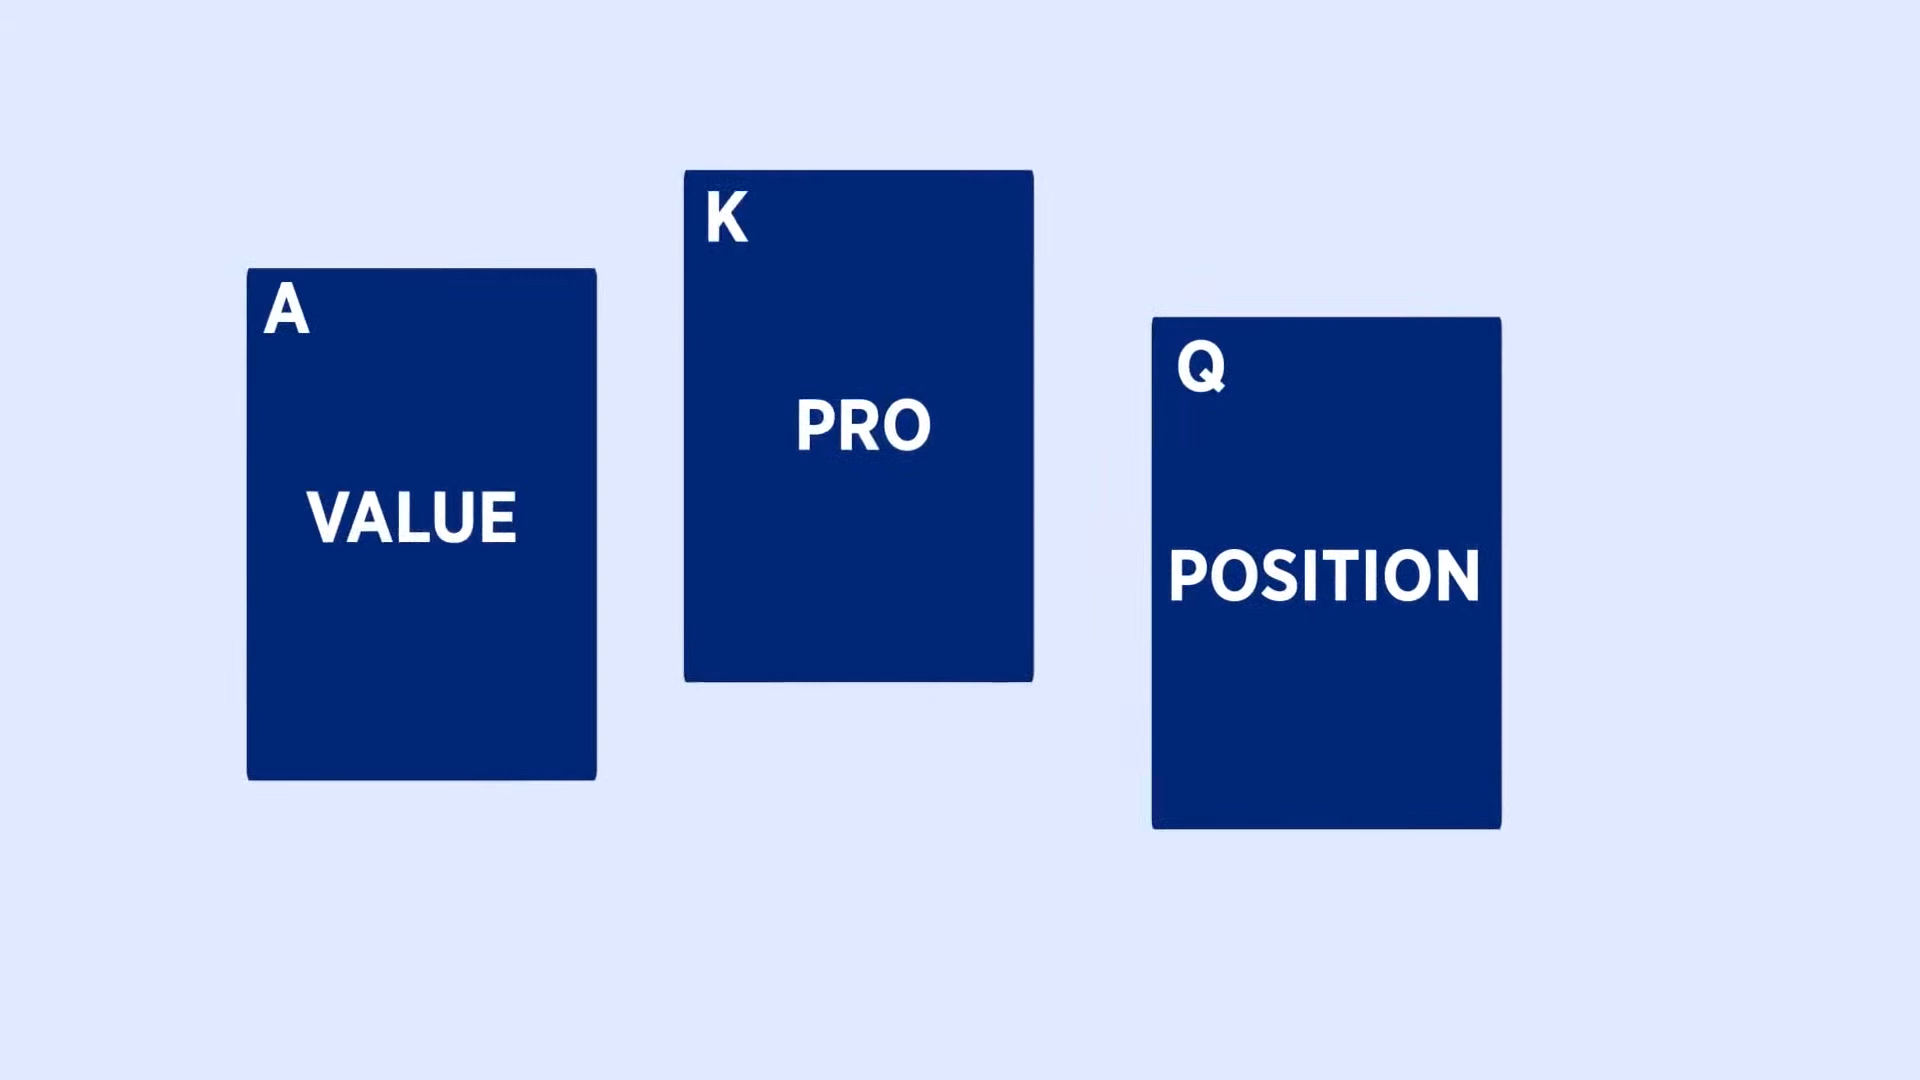 A
VALUE
K
PRO
Q
POSITION